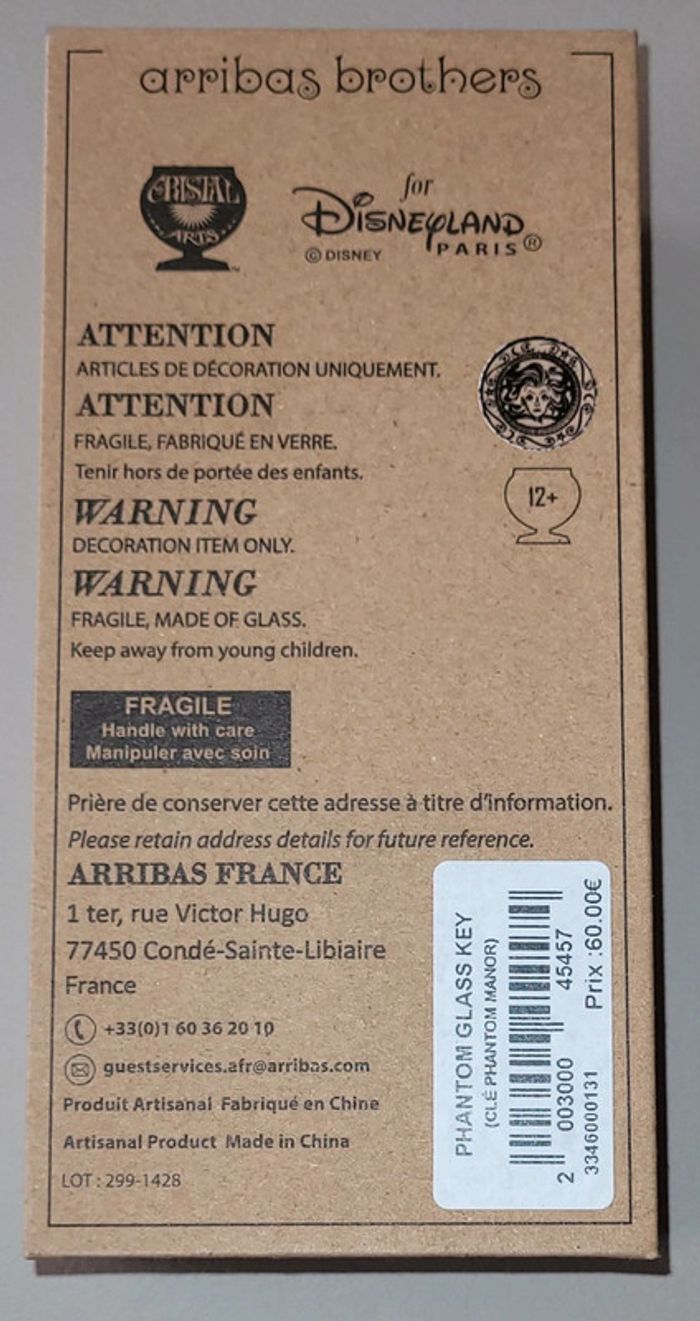 arribas brothers
CRISTAL
ARTS
for
DISNEYLAND
PARIS®
© DISNEY
ATTENTION
ARTICLES DE DÉCORATION UNIQUEMENT.
ATTENTION
FRAGILE, FABRIQUÉ EN VERRE.
Tenir hors de portée des enfants.
12+
WARNING
DECORATION ITEM ONLY.
WARNING
FRAGILE, MADE OF GLASS.
Keep away from young children.
FRAGILE
Handle with care
Manipuler avec soin
Prière de conserver cette adresse à titre d'information.
Please retain address details for future reference.
ARRIBAS FRANCE
1 ter, rue Victor Hugo
77450 Condé-Sainte-Libiaire
France
+33(0)1 60 36 20 10
guestservices.afr@arribas.com
Produit Artisanal Fabriqué en Chine
Artisanal Product Made in China
LOT : 299-1428
PHANTOM GLASS KEY
(CLÉ PHANTOM MANOR)
2 003000 45457
3346000131 Prix :60.00€